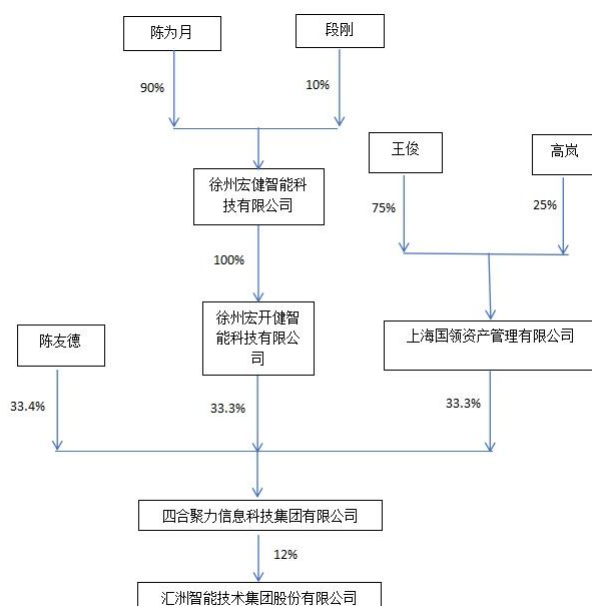 陈为月
段刚
90%
10%
王俊
高岚
徐州宏健智能科
技有限公司
75%
25%
100%
徐州宏开健智
能科技有限公
司
上海国领资产管理有限公司
陈友德
33.4%
33.3%
33.3%
四合聚力信息科技集团有限公司
12%
汇洲智能技术集团股份有限公司